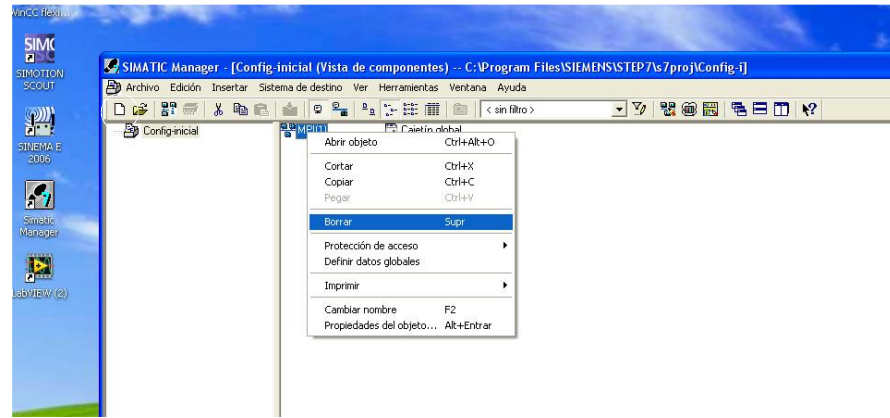 WinCC flexi...
SIMOTION
SCOUT
SINEMA E
2006
Simatic
Manager
LabVIEW (2)
SIMATIC Manager - [Config-inicial (Vista de componentes) -- C:\Program Files\SIEMENS\STEP7\s7proj\Config-i]
Archivo Edición Insertar Sistema de destino Ver Herramientas Ventana Ayuda
< sin filtro >
Config-inicial
MPI(1) Cajetín global
Abrir objeto Ctrl+Alt+O
Cortar Ctrl+X
Copiar Ctrl+C
Pegar Ctrl+V
Borrar Supr
Protección de acceso
Definir datos globales
Imprimir
Cambiar nombre F2
Propiedades del objeto... Alt+Entrar